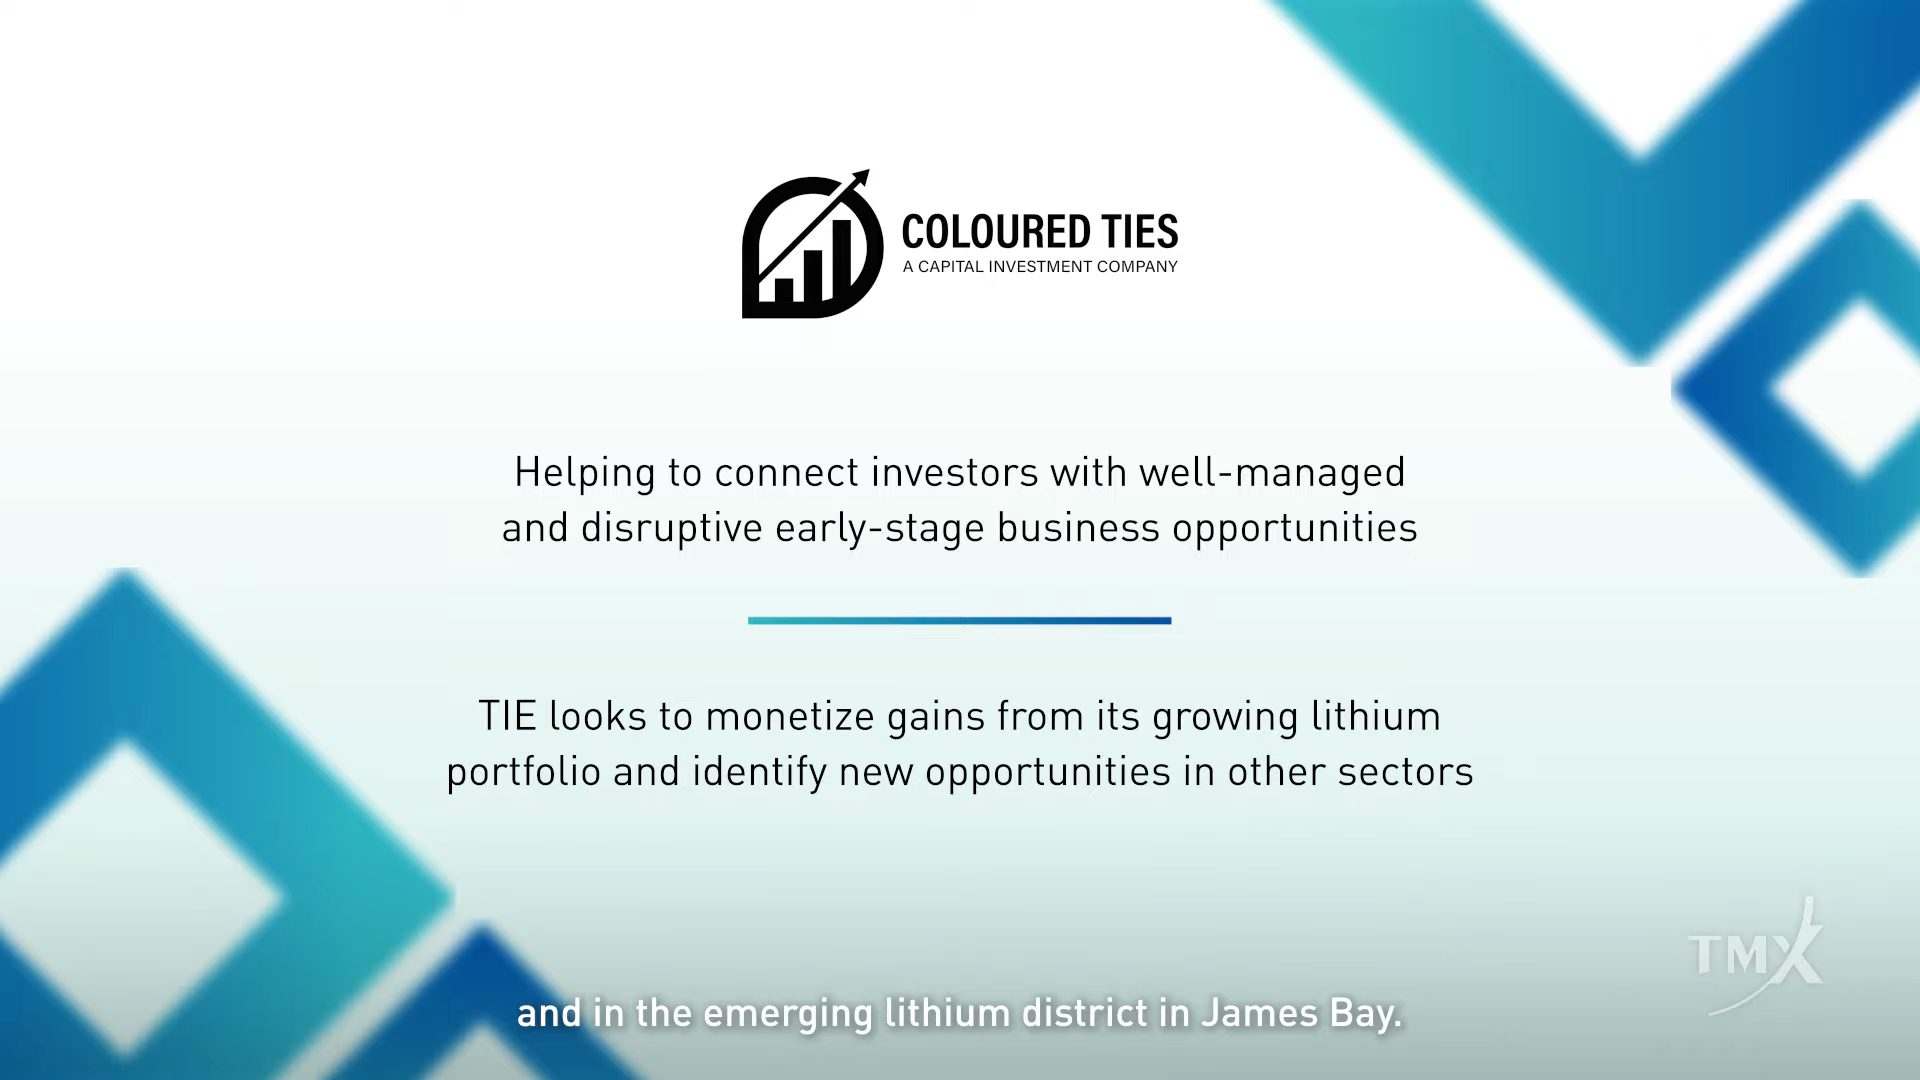 COLOURED TIES
A CAPITAL INVESTMENT COMPANY
Helping to connect investors with well-managed
and disruptive early-stage business opportunities
TIE looks to monetize gains from its growing lithium
portfolio and identify new opportunities in other sectors
TMX
and in the emerging lithium district in James Bay.